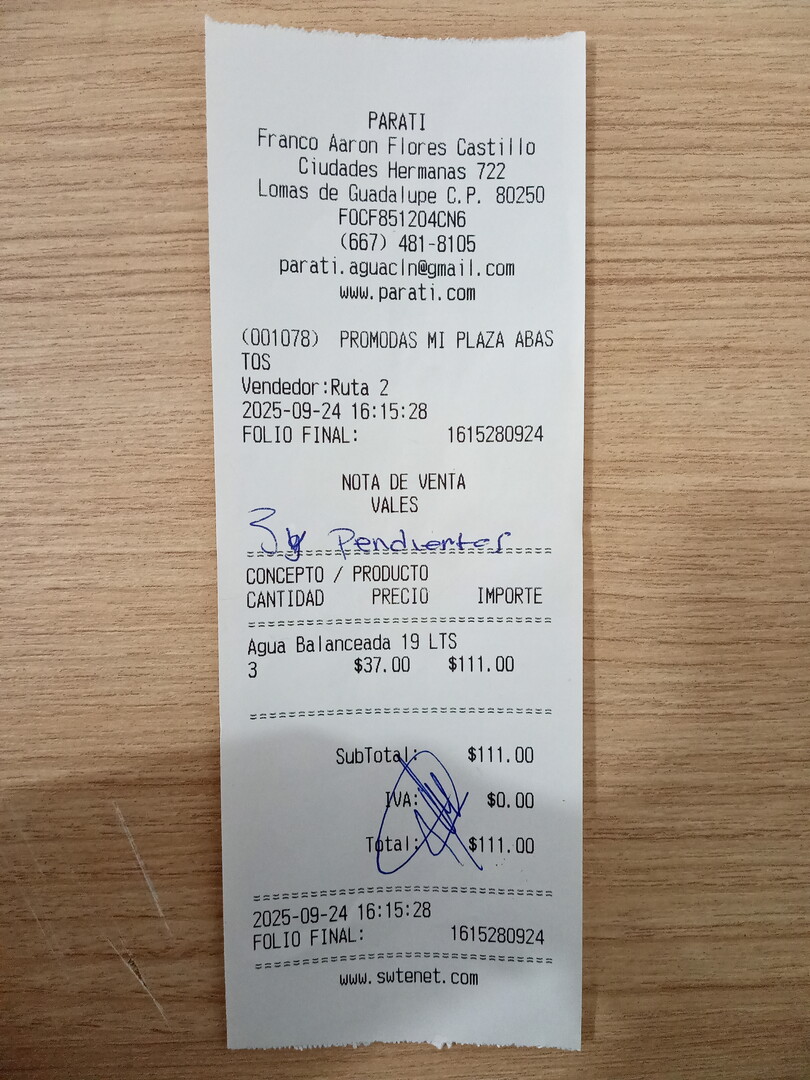 PARATI
Franco Aaron Flores Castillo
Ciudades Hermanas 722
Lomas de Guadalupe C.P. 80250
FOCF851204CN6
(667) 481-8105
parati.aguacln@gmail.com
www.parati.com
(001078) PROMODAS MI PLAZA ABAS
TOS
Vendedor:Ruta 2
2025-09-24 16:15:28
FOLIO FINAL: 1615280924
NOTA DE VENTA
VALES
3 Pendientes
CONCEPTO / PRODUCTO
CANTIDAD PRECIO IMPORTE
Agua Balanceada 19 LTS
3 $37.00 $111.00
SubTotal: $111.00
IVA: $0.00
Total: $111.00
2025-09-24 16:15:28
FOLIO FINAL: 1615280924
www.swtenet.com